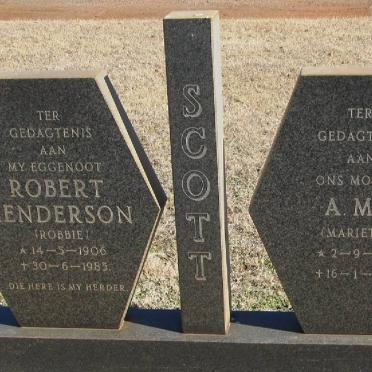 TER
GEDAGTENIS
AAN
MY EGGENOOT
ROBERT
HENDERSON
(ROBBIE)
* 14-5-1906
+ 30-6-1985
DIE HERE IS MY HERDER
SCOTT
TER
GEDAGT
AAN
ONS MO
A. M
(MARIET
* 2-9-
+ 16-1-